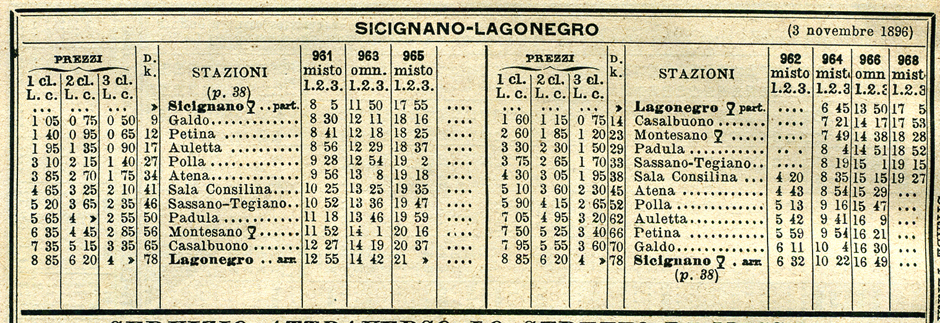 SICIGNANO-LAGONEGRO (3 novembre 1896)
PREZZI D. k. STAZIONI 961 963 965 PREZZI D. k. STAZIONI 962 964 966 968
1 cl. 2 cl. 3 cl. misto omn. misto 1 cl. 2 cl. 3 cl. misto misto omn misto
L. c. L. c. L. c. (p. 38) 1.2.3. 1.2.3. 1.2.3. L. c. L. c. L. c. 1.2.3. 1.2.3. 1.2.3 1.2.3
... ... ... » Sicignano .. part. 8 5 11 50 17 55 .... ... ... ... » Lagonegro part. .... 6 45 13 50 17 5
1 05 0 75 0 50 9 Galdo 8 30 12 11 18 16 .... 1 60 1 15 0 75 14 Casalbuono .... 7 21 14 17 17 53
1 40 0 95 0 65 12 Petina 8 41 12 18 18 25 .... 2 60 1 85 1 20 23 Montesano .... 7 49 14 38 18 28
1 95 1 35 0 90 17 Auletta 8 56 12 29 18 37 .... 3 30 2 30 1 50 29 Padula .... 8 4 14 51 18 52
3 10 2 15 1 40 27 Polla 9 28 12 54 19 2 .... 3 75 2 65 1 70 33 Sassano-Tegiano .... 8 19 15 1 19 15
3 85 2 70 1 75 34 Atena 9 56 13 8 19 18 .... 4 30 3 05 1 95 38 Sala Consilina 4 20 8 35 15 15 19 27
4 65 3 25 2 10 41 Sala Consilina 10 25 13 25 19 35 .... 5 10 3 60 2 30 45 Atena 4 43 8 54 15 29 ...
5 20 3 65 2 35 46 Sassano-Tegiano 10 52 13 36 19 47 .... 5 90 4 15 2 65 52 Polla 5 13 9 16 15 47 ...
5 65 4 » 2 55 50 Padula 11 18 13 46 19 59 .... 7 05 4 95 3 20 62 Auletta 5 42 9 41 16 9 ...
6 35 4 45 2 85 56 Montesano 11 52 14 1 20 16 .... 7 50 5 25 3 40 66 Petina 5 59 9 54 16 21 ...
7 35 5 15 3 35 65 Casalbuono 12 27 14 19 20 37 .... 7 95 5 55 3 60 70 Galdo 6 11 10 4 16 30 ...
8 85 6 20 4 » 78 Lagonegro .. arr. 12 55 14 42 21 » .... 8 85 6 20 4 » 78 Sicignano . arr. 6 32 10 22 16 49 ...
(p. 38)
SERVIZIO ATTRAVERSO LO STRETTO